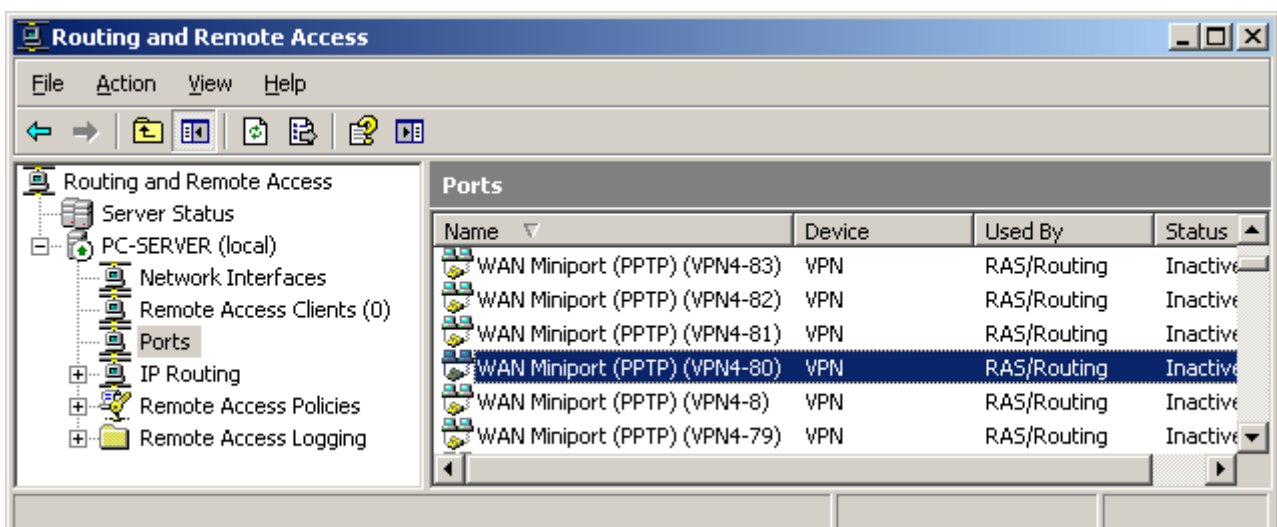 Routing and Remote Access
File Action View Help
Routing and Remote Access
Server Status
PC-SERVER (local)
Network Interfaces
Remote Access Clients (0)
Ports
IP Routing
Remote Access Policies
Remote Access Logging
Ports
Name Device Used By Status
WAN Miniport (PPTP) (VPN4-83) VPN RAS/Routing Inactive
WAN Miniport (PPTP) (VPN4-82) VPN RAS/Routing Inactive
WAN Miniport (PPTP) (VPN4-81) VPN RAS/Routing Inactive
WAN Miniport (PPTP) (VPN4-80) VPN RAS/Routing Inactive
WAN Miniport (PPTP) (VPN4-8) VPN RAS/Routing Inactive
WAN Miniport (PPTP) (VPN4-79) VPN RAS/Routing Inactive